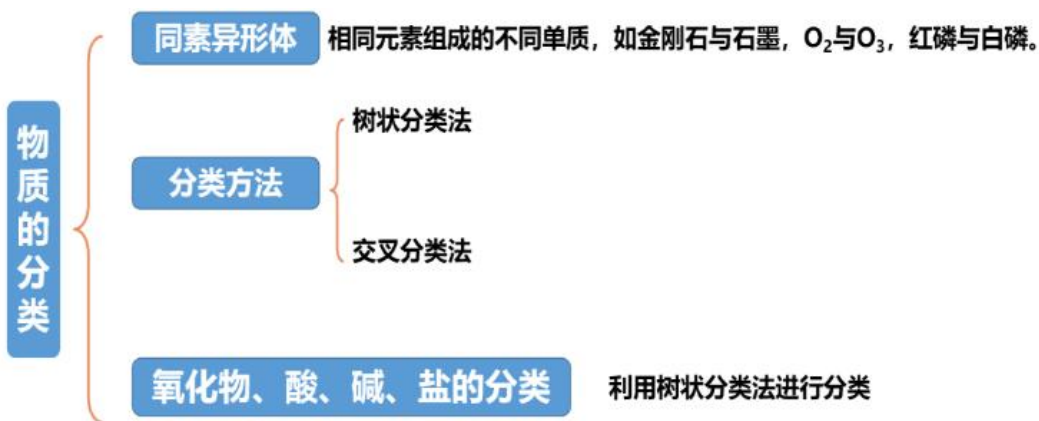 物质的分类
同素异形体
相同元素组成的不同单质，如金刚石与石墨，O₂与O₃，红磷与白磷。
分类方法
树状分类法
交叉分类法
氧化物、酸、碱、盐的分类
利用树状分类法进行分类